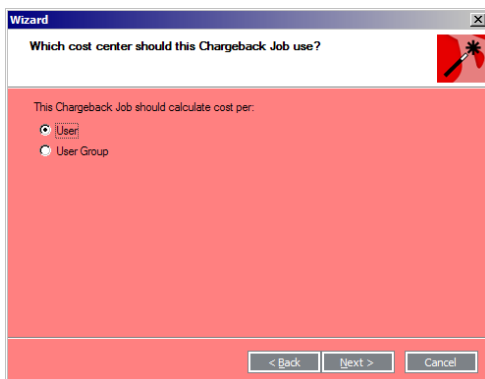 Wizard
Which cost center should this Chargeback Job use?
This Chargeback Job should calculate cost per:
User
User Group
< Back Next > Cancel